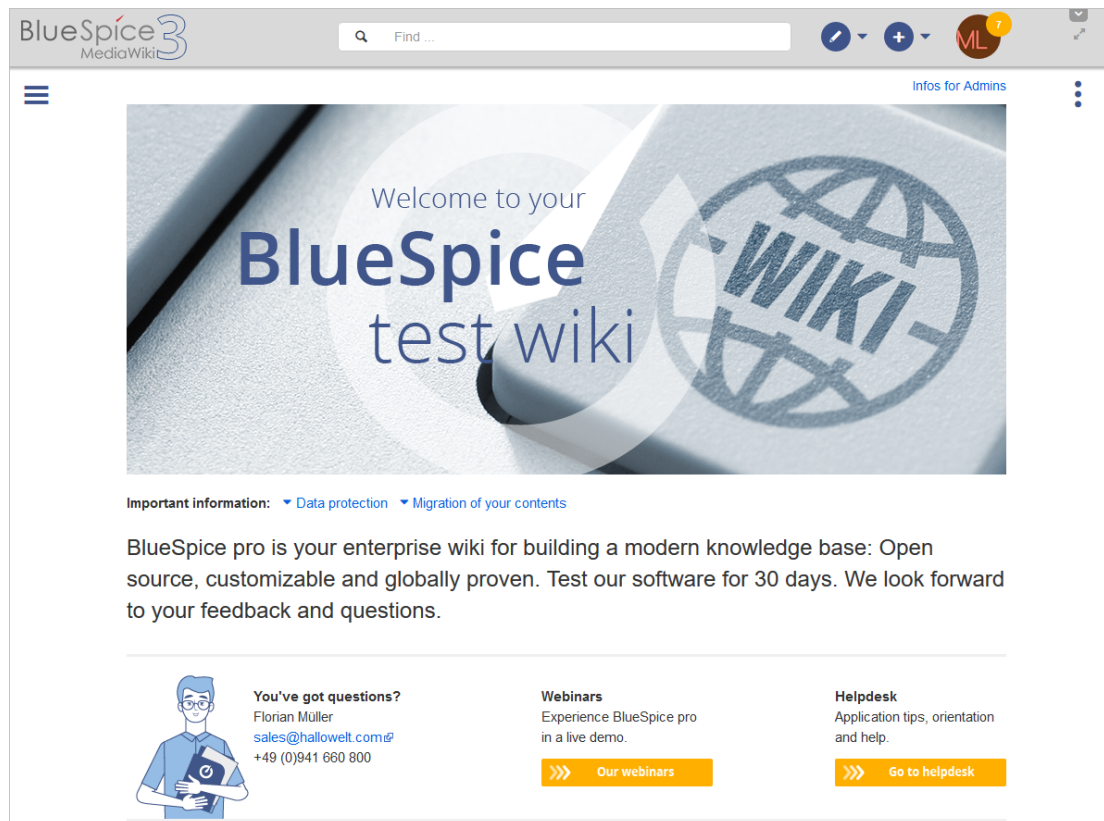 BlueSpice 3
MediaWiki
Find ...
ML
7
Infos for Admins
Welcome to your
BlueSpice
test wiki
WIKI
Important information: Data protection Migration of your contents
BlueSpice pro is your enterprise wiki for building a modern knowledge base: Open
source, customizable and globally proven. Test our software for 30 days. We look forward
to your feedback and questions.
You've got questions?
Florian Müller
sales@hallowelt.com
+49 (0)941 660 800
Webinars
Experience BlueSpice pro
in a live demo.
Our webinars
Helpdesk
Application tips, orientation
and help.
Go to helpdesk